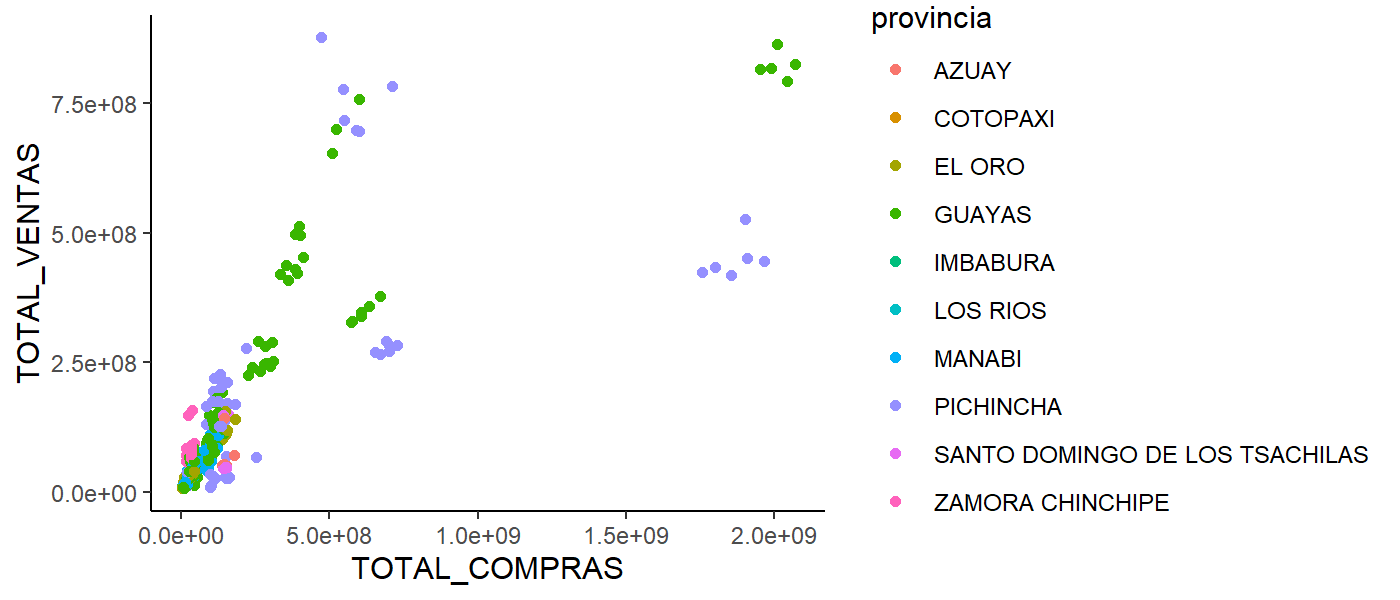 provincia
AZUAY
COTOPAXI
EL ORO
GUAYAS
IMBABURA
LOS RIOS
MANABI
PICHINCHA
SANTO DOMINGO DE LOS TSACHILAS
ZAMORA CHINCHIPE
TOTAL_VENTAS
7.5e+08
5.0e+08
2.5e+08
0.0e+00
0.0e+00 5.0e+08 1.0e+09 1.5e+09 2.0e+09
TOTAL_COMPRAS